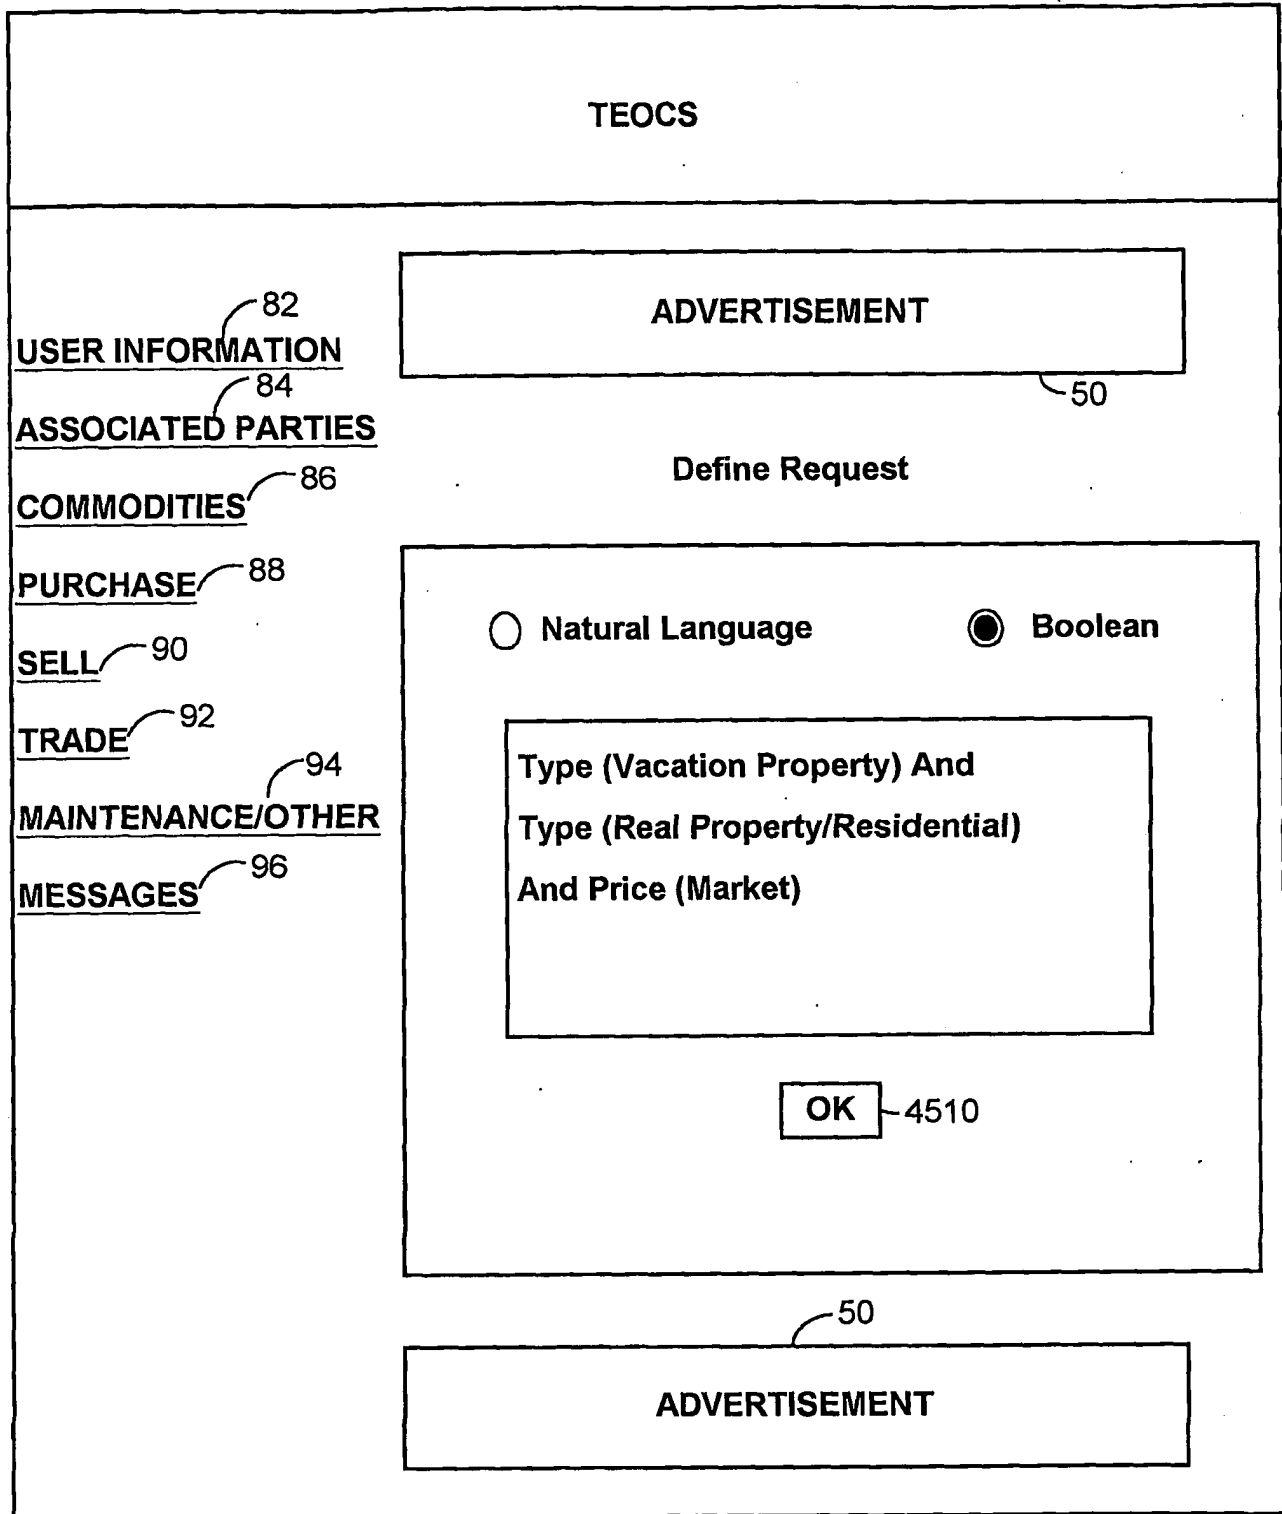 TEOCS
ADVERTISEMENT
50
82
USER INFORMATION
84
ASSOCIATED PARTIES
86
COMMODITIES
88
PURCHASE
90
SELL
92
TRADE
94
MAINTENANCE/OTHER
96
MESSAGES
Define Request
Natural Language
Boolean
Type (Vacation Property) And
Type (Real Property/Residential)
And Price (Market)
OK
4510
50
ADVERTISEMENT